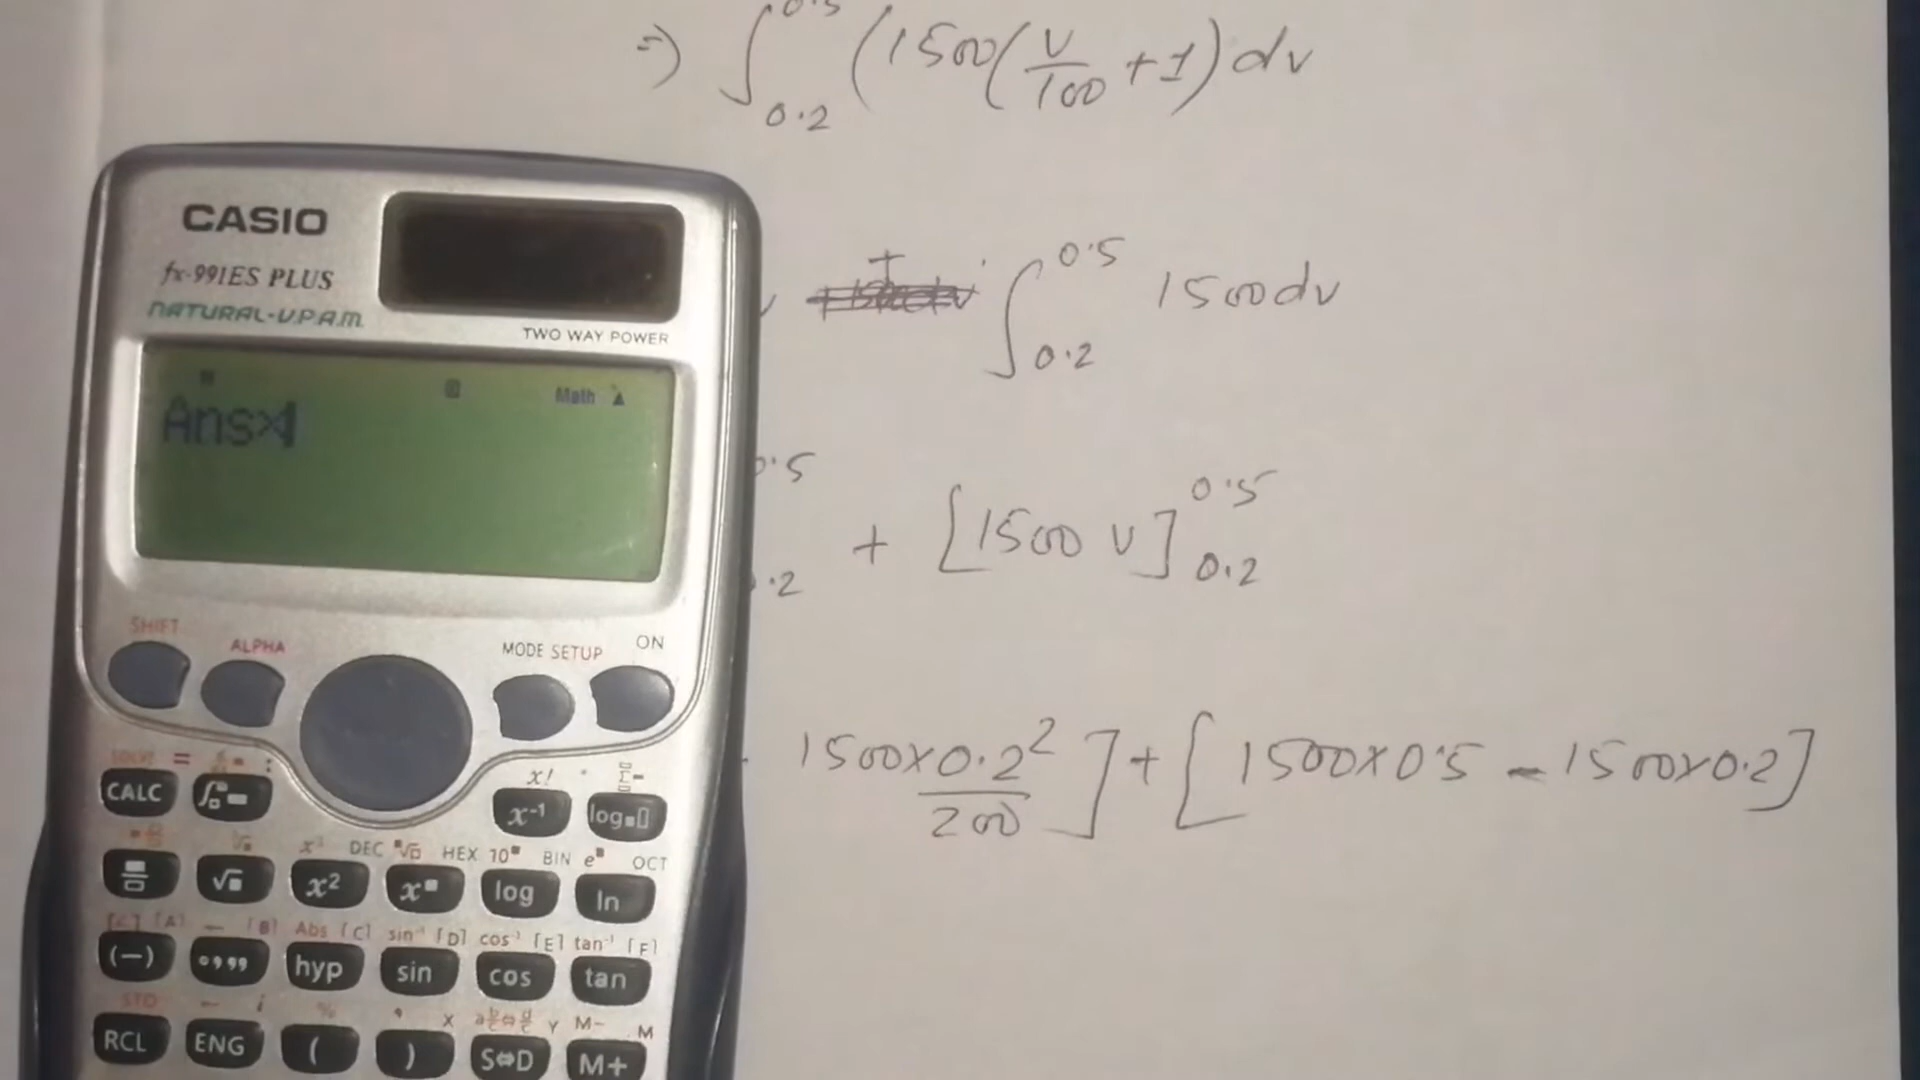 ⇒ ∫0.2 0.5 (1500(v/100 + 1) dv
CASIO
fx-991ES PLUS
NATURAL-V.P.A.M.
TWO WAY POWER
Math ▲
Ans×
v + ∫0.2 0.5 1500dv
0.5
.2 + [1500 v]0.2 0.5
SHIFT ALPHA MODE SETUP ON
- 1500×0.2²/200 ] + [1500×0.5 - 1500×0.2]
SOLVE = : x!
CALC x⁻¹ log
x³ DEC HEX 10 BIN e OCT
√ x² x log ln
[A] [B] Abs [C] sin⁻¹ [D] cos⁻¹ [E] tan⁻¹ [F]
(−) hyp sin cos tan
STO ← i % , X Y M− M
RCL ENG ( ) S⇔D M+